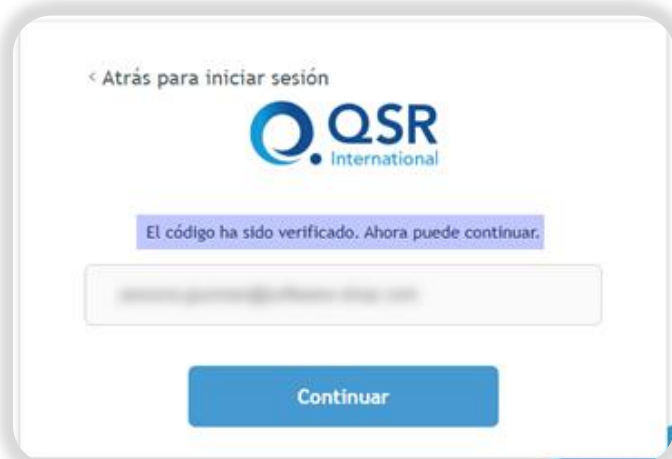 < Atrás para iniciar sesión
QSR
International
El código ha sido verificado. Ahora puede continuar.
Continuar